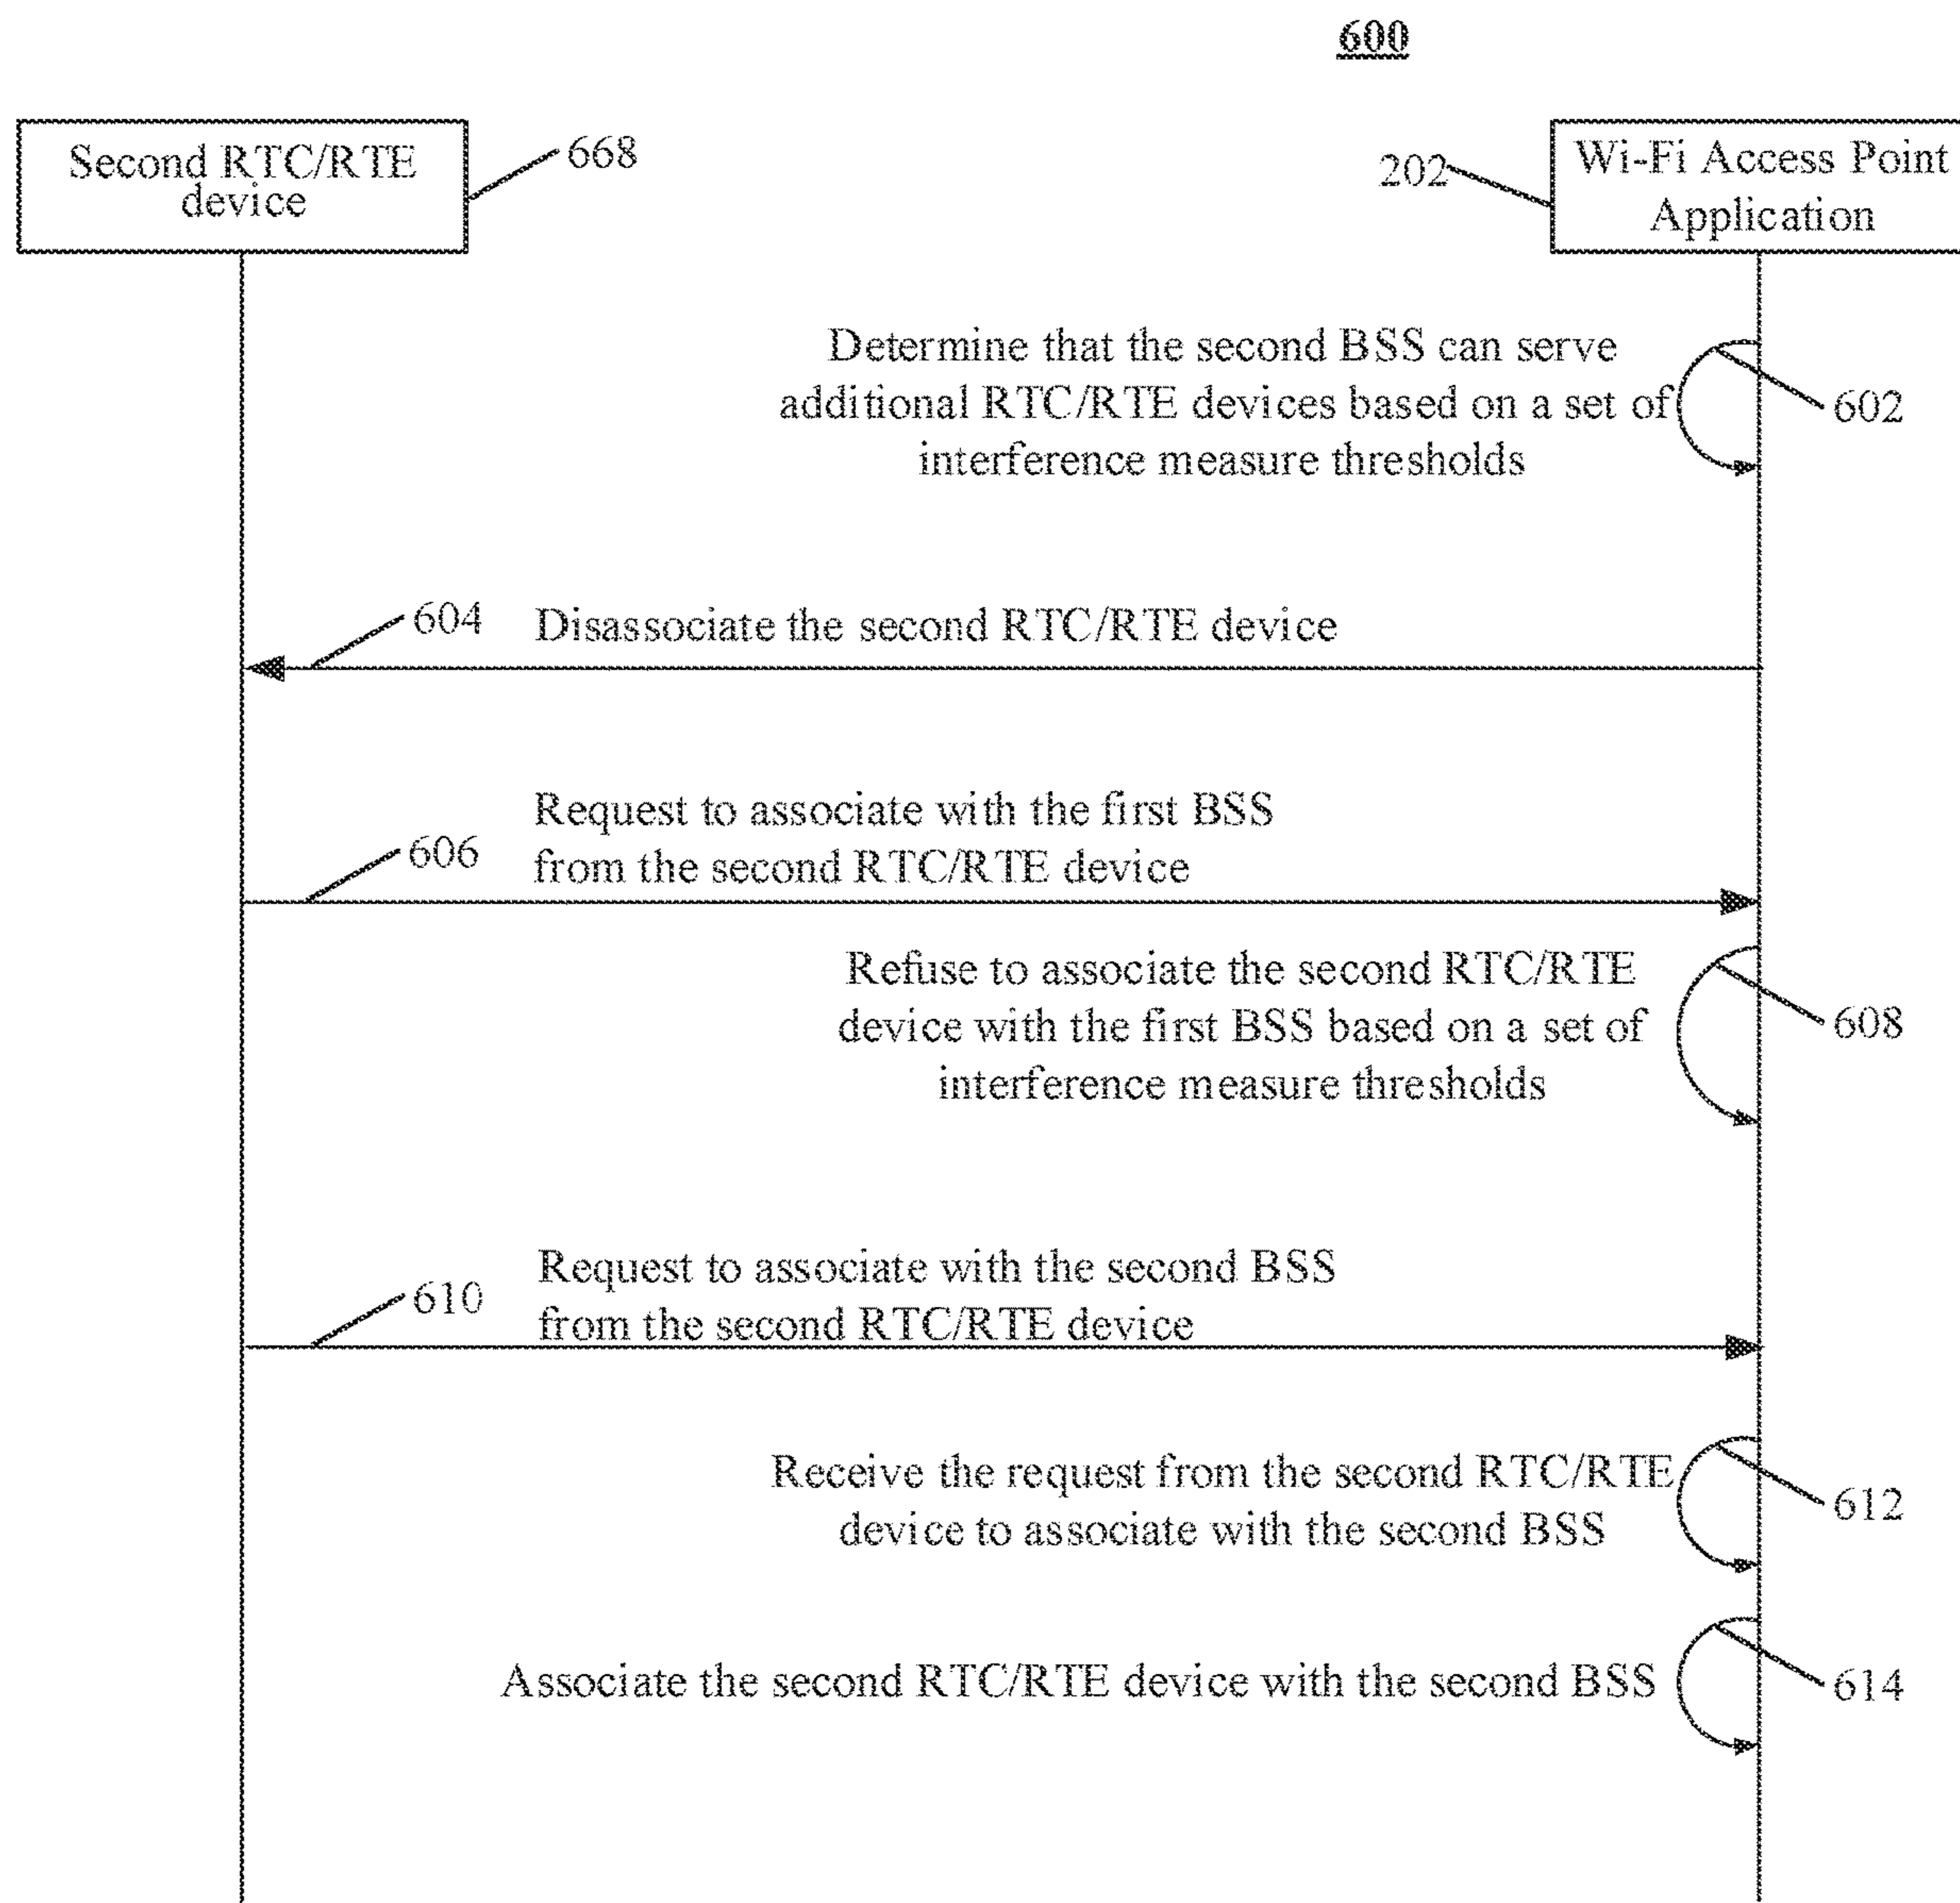 600
Second RTC/RTE
device
668
202
Wi-Fi Access Point
Application
Determine that the second BSS can serve
additional RTC/RTE devices based on a set of
interference measure thresholds
602
604
Disassociate the second RTC/RTE device
Request to associate with the first BSS
from the second RTC/RTE device
606
Refuse to associate the second RTC/RTE
device with the first BSS based on a set of
interference measure thresholds
608
Request to associate with the second BSS
from the second RTC/RTE device
610
Receive the request from the second RTC/RTE
device to associate with the second BSS
612
Associate the second RTC/RTE device with the second BSS
614